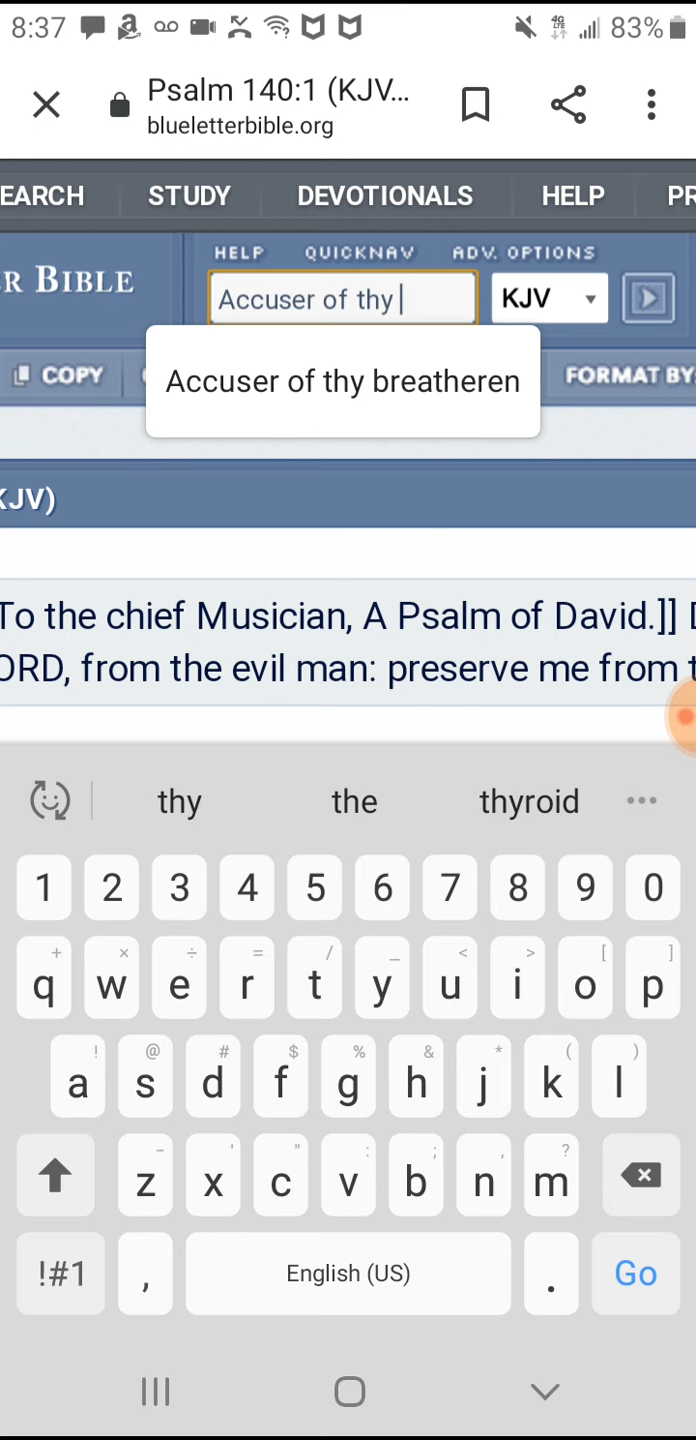 8:37 83%
Psalm 140:1 (KJV...
blueletterbible.org
EARCH STUDY DEVOTIONALS HELP PR
HELP QUICKNAV ADV. OPTIONS
R BIBLE
Accuser of thy KJV
COPY FORMAT BY
Accuser of thy breatheren
KJV)
To the chief Musician, A Psalm of David.]] D
ORD, from the evil man: preserve me from t
thy the thyroid
1 2 3 4 5 6 7 8 9 0
+ × ÷ = / _ < > [ ]
q w e r t y u i o p
! @ # $ % & * ( )
a s d f g h j k l
- ' " : ; , ?
z x c v b n m
!#1 , English (US) . Go